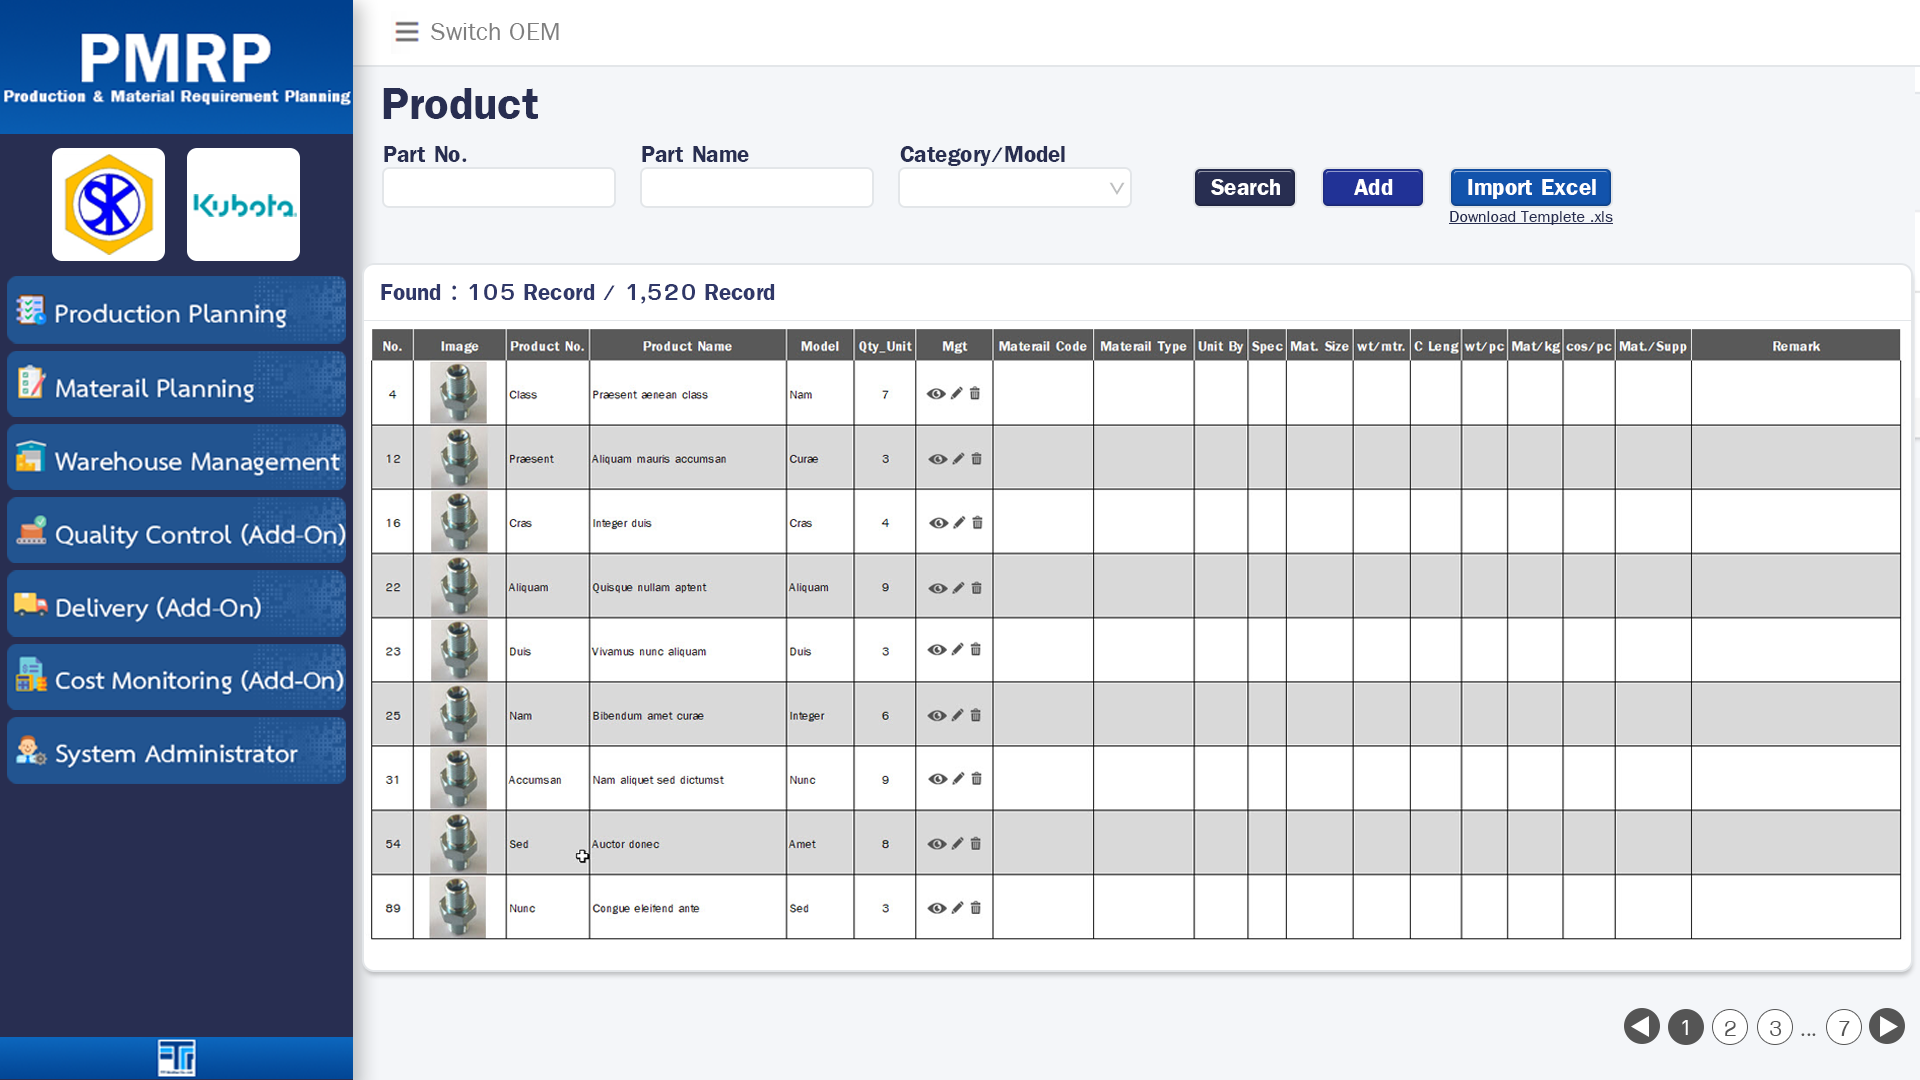 PMRP
Production & Material Requirement Planning
SK
Kubota
Production Planning
Materail Planning
Warehouse Management
Quality Control (Add-On)
Delivery (Add-On)
Cost Monitoring (Add-On)
System Administrator
Switch OEM
Product
Part No. Part Name Category/Model
Search Add Import Excel
Download Templete .xls
Found : 105 Record / 1,520 Record
No. Image Product No. Product Name Model Qty_Unit Mgt Materail Code Materail Type Unit By Spec Mat. Size wt/mtr. C Leng wt/pc Mat/kg cos/pc Mat./Supp Remark
4 Class Praesent aenean class Nam 7
12 Praesent Aliquam mauris accumsan Curae 3
16 Cras Integer duis Cras 4
22 Aliquam Quisque nullam aptent Aliquam 9
23 Duis Vivamus nunc aliquam Duis 3
25 Nam Bibendum amet curae Integer 6
31 Accumsan Nam aliquet sed dictumst Nunc 9
54 Sed Auctor donec Amet 8
89 Nunc Congue eleifend ante Sed 3
1 2 3 ... 7